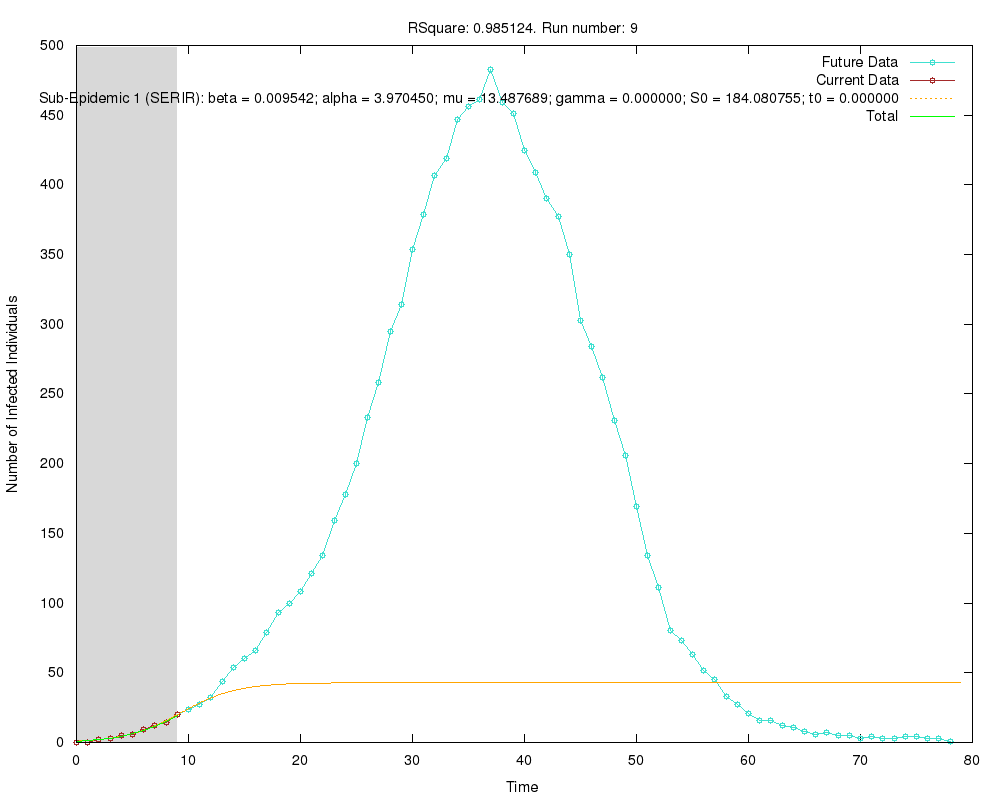 RSquare: 0.985124. Run number: 9
Future Data
Current Data
Sub-Epidemic 1 (SERIR): beta = 0.009542; alpha = 3.970450; mu = 13.487689; gamma = 0.000000; S0 = 184.080755; t0 = 0.000000
Total
500
450
400
350
300
250
200
150
100
50
0
Number of Infected Individuals
0 10 20 30 40 50 60 70 80
Time